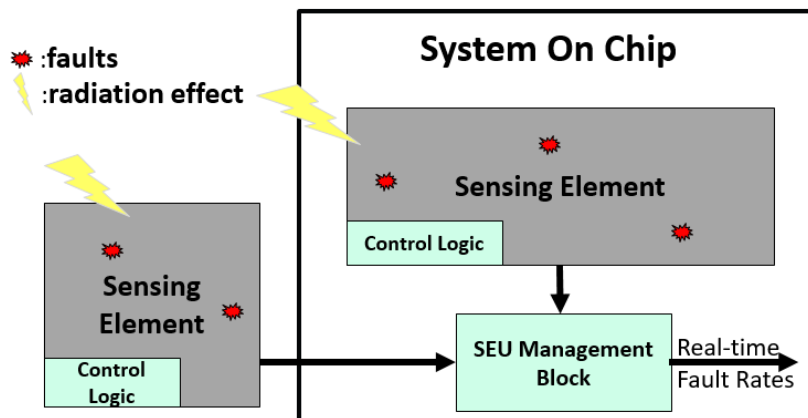 System On Chip
:faults
:radiation effect
Sensing Element
Control Logic
Sensing
Element
Control
Logic
SEU Management
Block
Real-time
Fault Rates